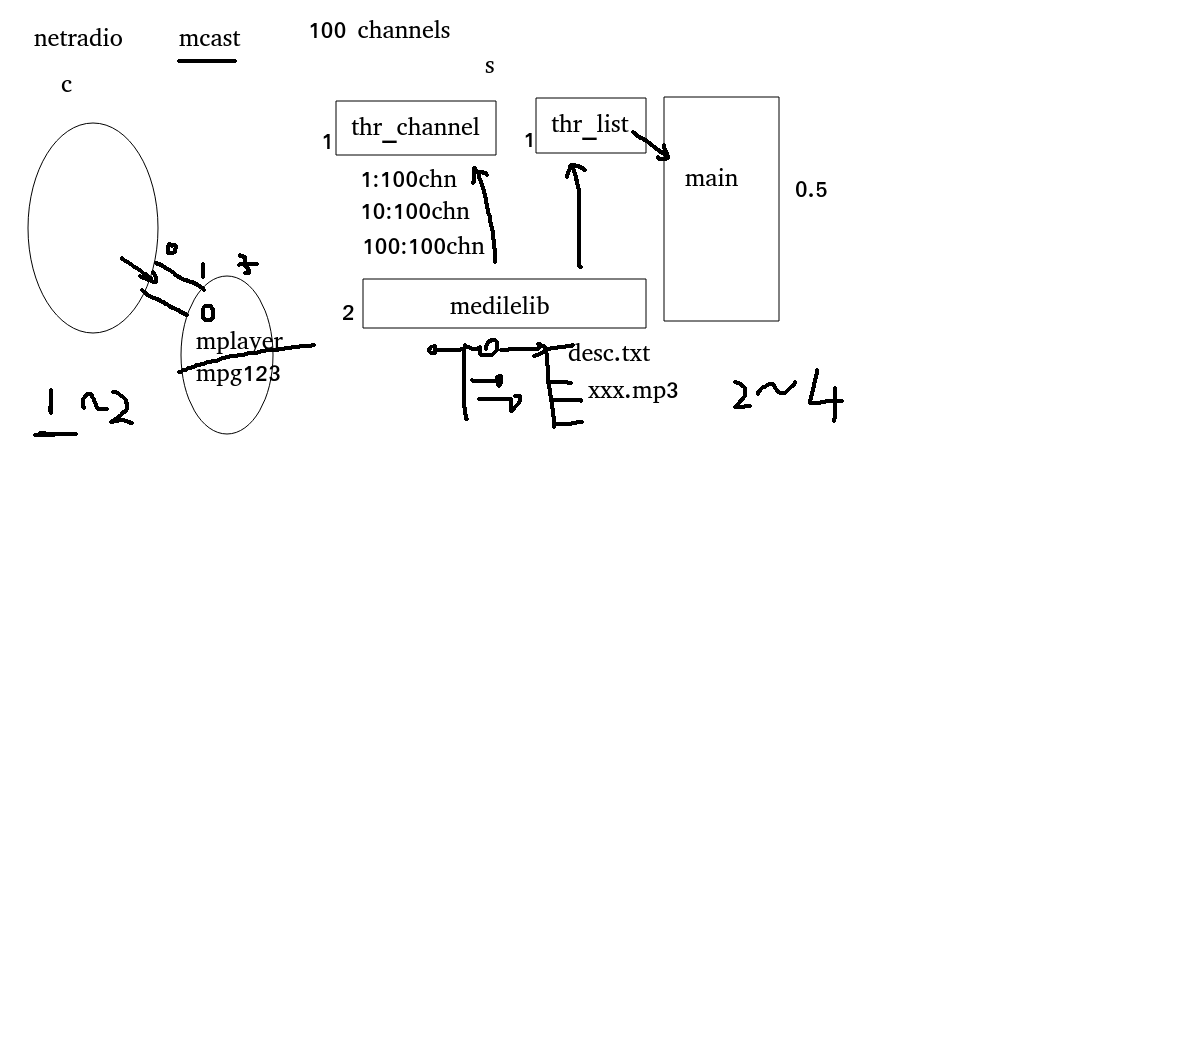 netradio mcast 100 channels
c
s
1 thr_channel
1 thr_list
main
0.5
1:100chn
10:100chn
100:100chn
2 medilelib
0
1
0
mplayer
mpg123
desc.txt
xxx.mp3
1 ~2
2~4